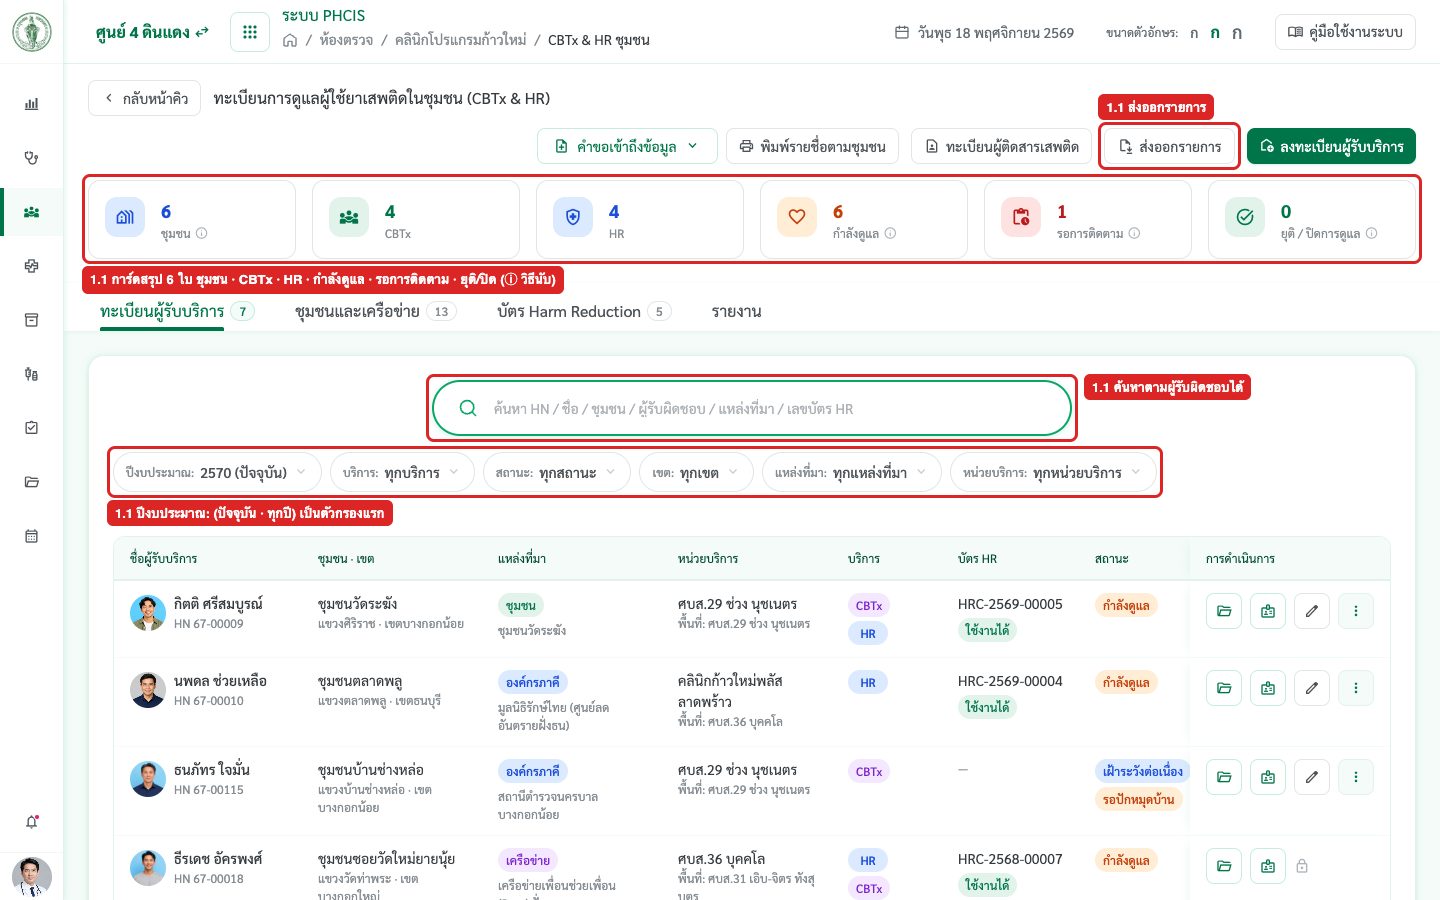 ศูนย์ 4 ดินแดง
ระบบ PHCIS
/ ห้องตรวจ / คลินิกโปรแกรมก้าวใหม่ / CBTx & HR ชุมชน
วันพุธ 18 พฤศจิกายน 2569
ขนาดตัวอักษร: ก ก ก
คู่มือใช้งานระบบ
กลับหน้าคิว
ทะเบียนการดูแลผู้ใช้ยาเสพติดในชุมชน (CBTx & HR)
1.1 ส่งออกรายการ
คำขอเข้าถึงข้อมูล
พิมพ์รายชื่อตามชุมชน
ทะเบียนผู้ติดสารเสพติด
ส่งออกรายการ
ลงทะเบียนผู้รับบริการ
6
ชุมชน
4
CBTx
4
HR
6
กำลังดูแล
1
รอการติดตาม
0
ยุติ / ปิดการดูแล
1.1 การ์ดสรุป 6 ใบ ชุมชน · CBTx · HR · กำลังดูแล · รอการติดตาม · ยุติ/ปิด (ⓘ วิธีนับ)
ทะเบียนผู้รับบริการ 7
ชุมชนและเครือข่าย 13
บัตร Harm Reduction 5
รายงาน
ค้นหา HN / ชื่อ / ชุมชน / ผู้รับผิดชอบ / แหล่งที่มา / เลขบัตร HR
1.1 ค้นหาตามผู้รับผิดชอบได้
ปีงบประมาณ: 2570 (ปัจจุบัน)
บริการ: ทุกบริการ
สถานะ: ทุกสถานะ
เขต: ทุกเขต
แหล่งที่มา: ทุกแหล่งที่มา
หน่วยบริการ: ทุกหน่วยบริการ
1.1 ปีงบประมาณ: (ปัจจุบัน · ทุกปี) เป็นตัวกรองแรก
ชื่อผู้รับบริการ
ชุมชน · เขต
แหล่งที่มา
หน่วยบริการ
บริการ
บัตร HR
สถานะ
การดำเนินการ
กิตติ ศรีสมบูรณ์
HN 67-00009
ชุมชนวัดระฆัง
แขวงศิริราช · เขตบางกอกน้อย
ชุมชน
ชุมชนวัดระฆัง
ศบส.29 ช่วง นุชเนตร
พื้นที่: ศบส.29 ช่วง นุชเนตร
CBTx
HR
HRC-2569-00005
ใช้งานได้
กำลังดูแล
นพดล ช่วยเหลือ
HN 67-00010
ชุมชนตลาดพลู
แขวงตลาดพลู · เขตธนบุรี
องค์กรภาคี
มูลนิธิรักษ์ไทย (ศูนย์ลด
อันตรายฝั่งธน)
คลินิกก้าวใหม่พลัส
ลาดพร้าว
พื้นที่: ศบส.36 บุคคโล
HR
HRC-2569-00004
ใช้งานได้
กำลังดูแล
ธนภัทร ใจมั่น
HN 67-00115
ชุมชนบ้านช่างหล่อ
แขวงบ้านช่างหล่อ · เขต
บางกอกน้อย
องค์กรภาคี
สถานีตำรวจนครบาล
บางกอกน้อย
ศบส.29 ช่วง นุชเนตร
พื้นที่: ศบส.29 ช่วง นุชเนตร
CBTx
—
เฝ้าระวังต่อเนื่อง
รอปักหมุดบ้าน
ธีรเดช อัครพงศ์
HN 67-00018
ชุมชนซอยวัดใหม่ยายนุ้ย
แขวงวัดท่าพระ · เขต
บางกอกใหญ่
เครือข่าย
เครือข่ายเพื่อนช่วยเพื่อน
ศบส.36 บุคคโล
พื้นที่: ศบส.31 เอิบ-จิตร ทังสุ
บุตร
HR
CBTx
HRC-2568-00007
ใช้งานได้
กำลังดูแล